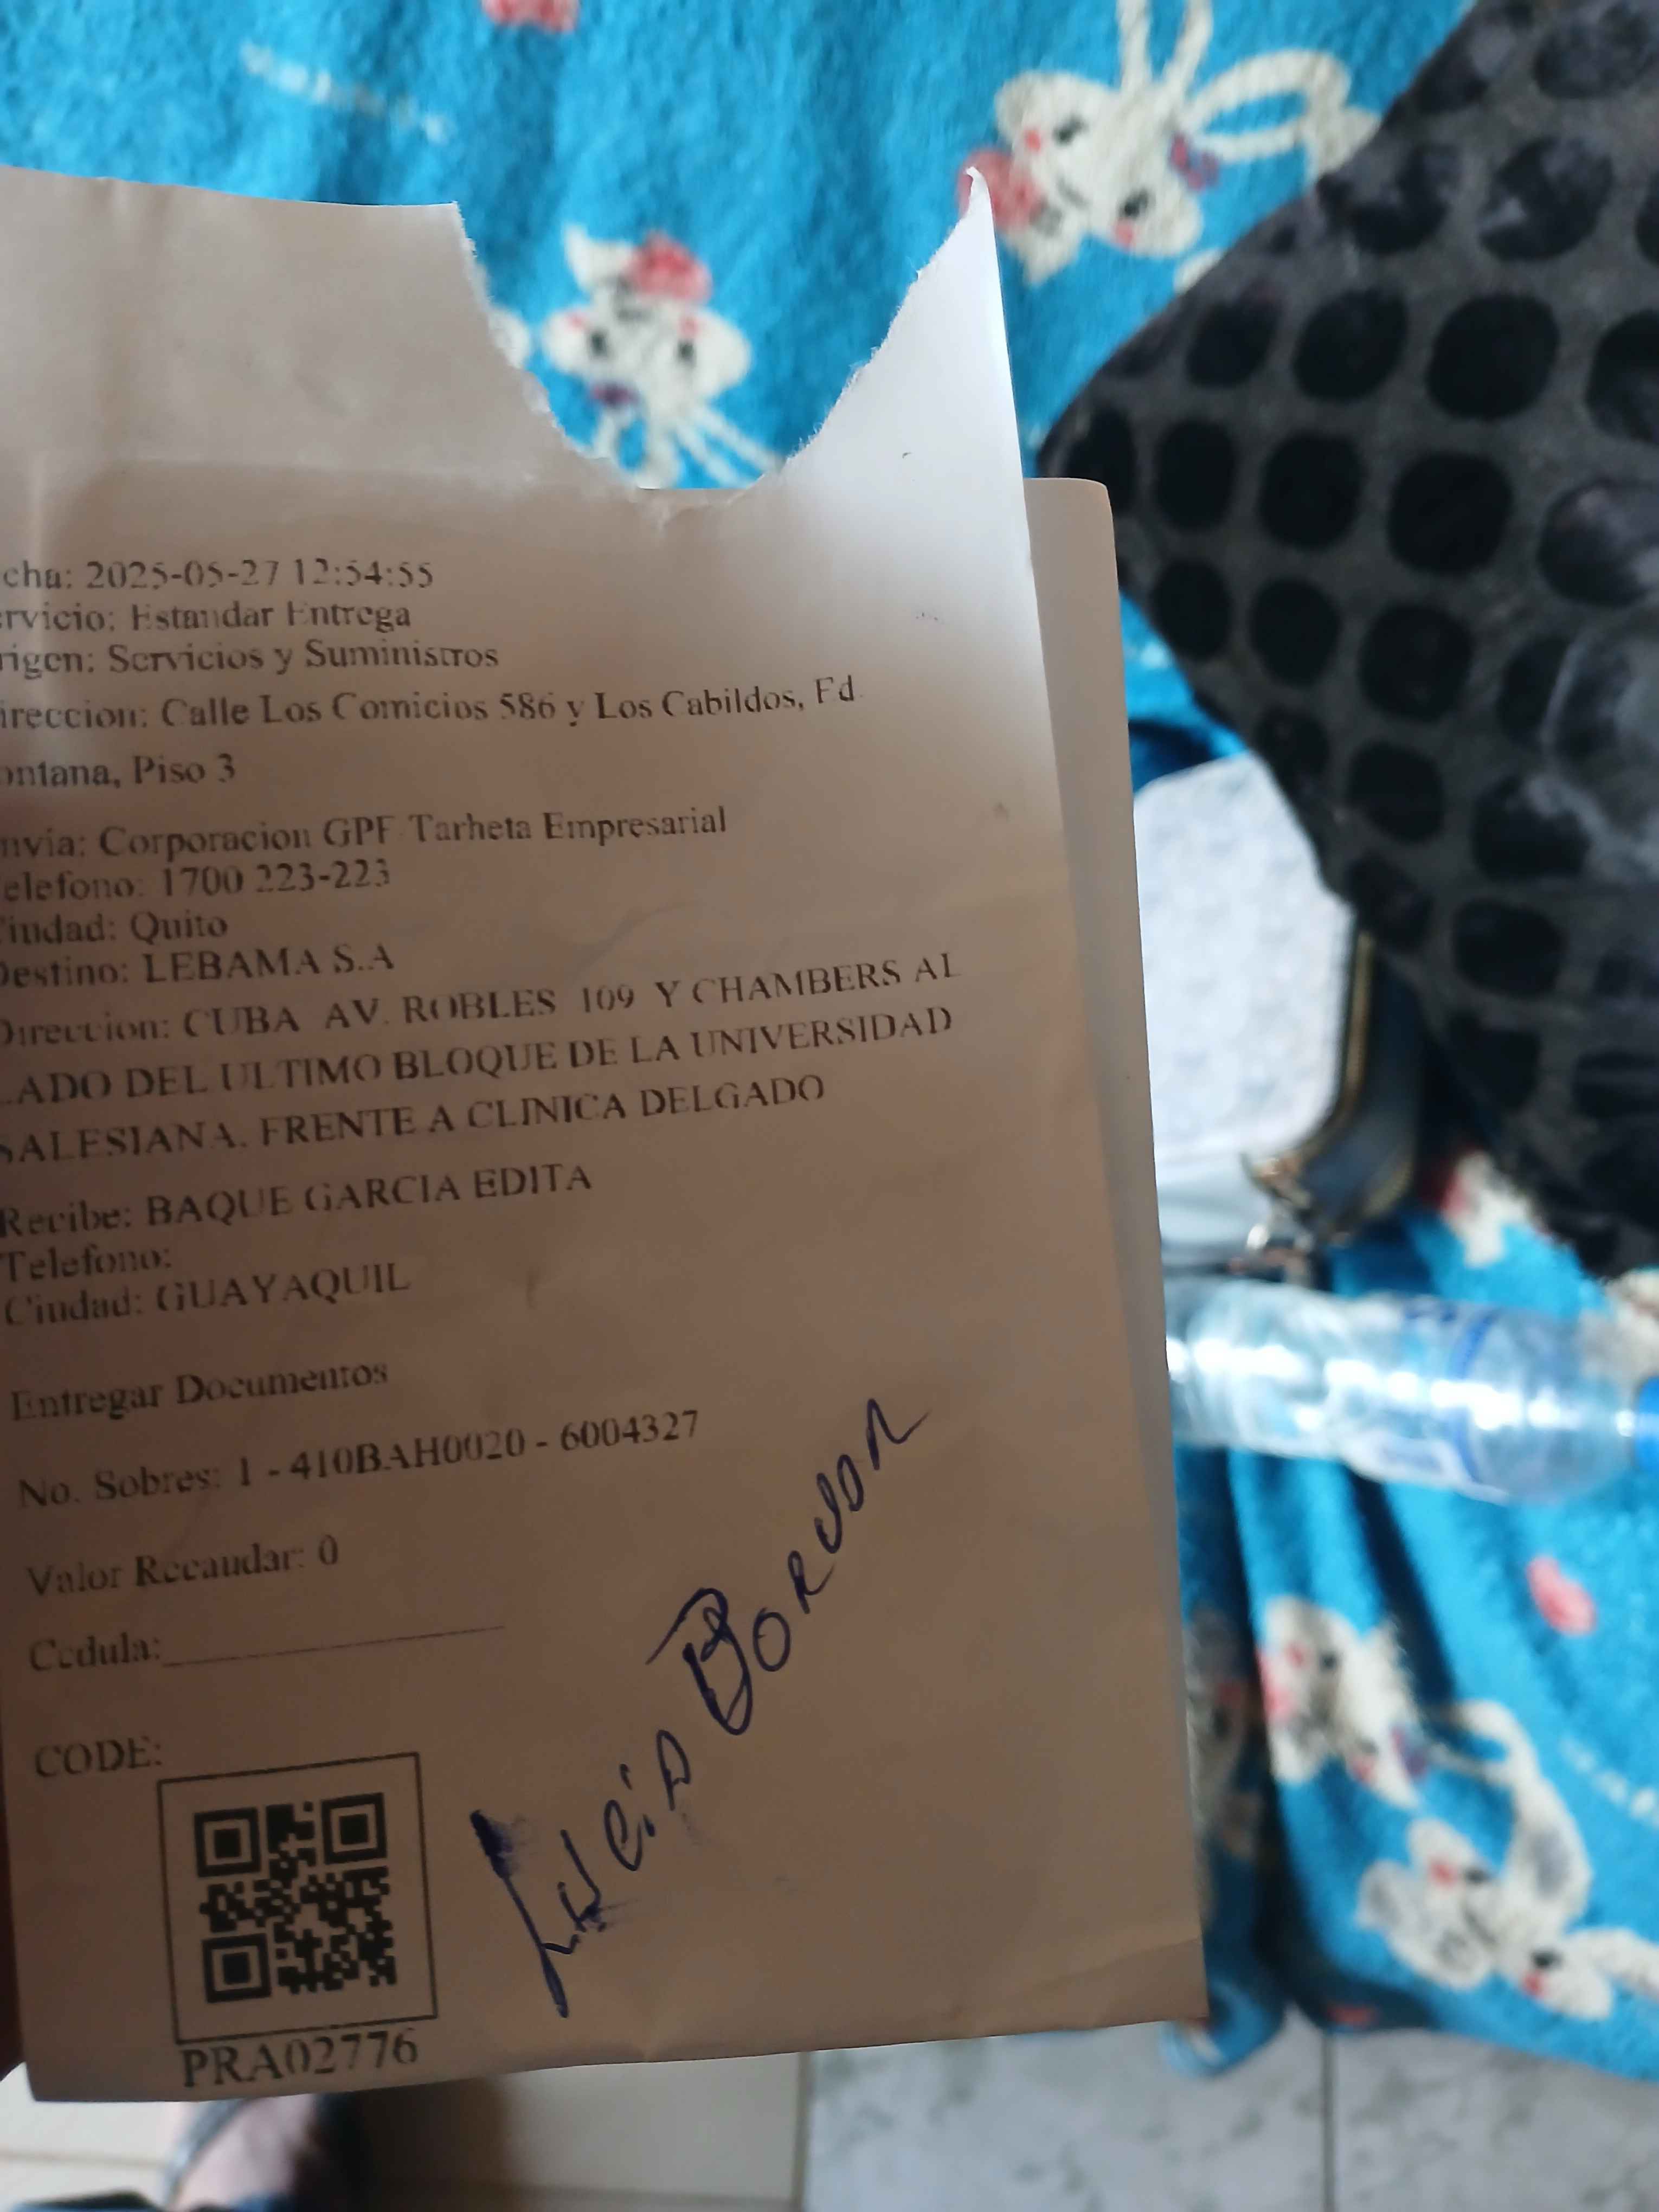 cha: 2025-05-27 12:54:55
ervicio: Estandar Entrega
rigen: Servicios y Suministros
ireccion: Calle Los Comicios 586 y Los Cabildos, Ed.
ontana, Piso 3
nvia: Corporacion GPF Tarheta Empresarial
elefono: 1700 223-223
iudad: Quito
Destino: LEBAMA S.A
Direccion: CUBA AV. ROBLES 109 Y CHAMBERS AL
LADO DEL ULTIMO BLOQUE DE LA UNIVERSIDAD
SALESIANA. FRENTE A CLINICA DELGADO
Recibe: BAQUE GARCIA EDITA
Telefono:
Ciudad: GUAYAQUIL
Entregar Documentos
No. Sobres: 1 - 410BAH0020 - 6004327
Valor Recaudar: 0
Cedula:
CODE:
PRA02776